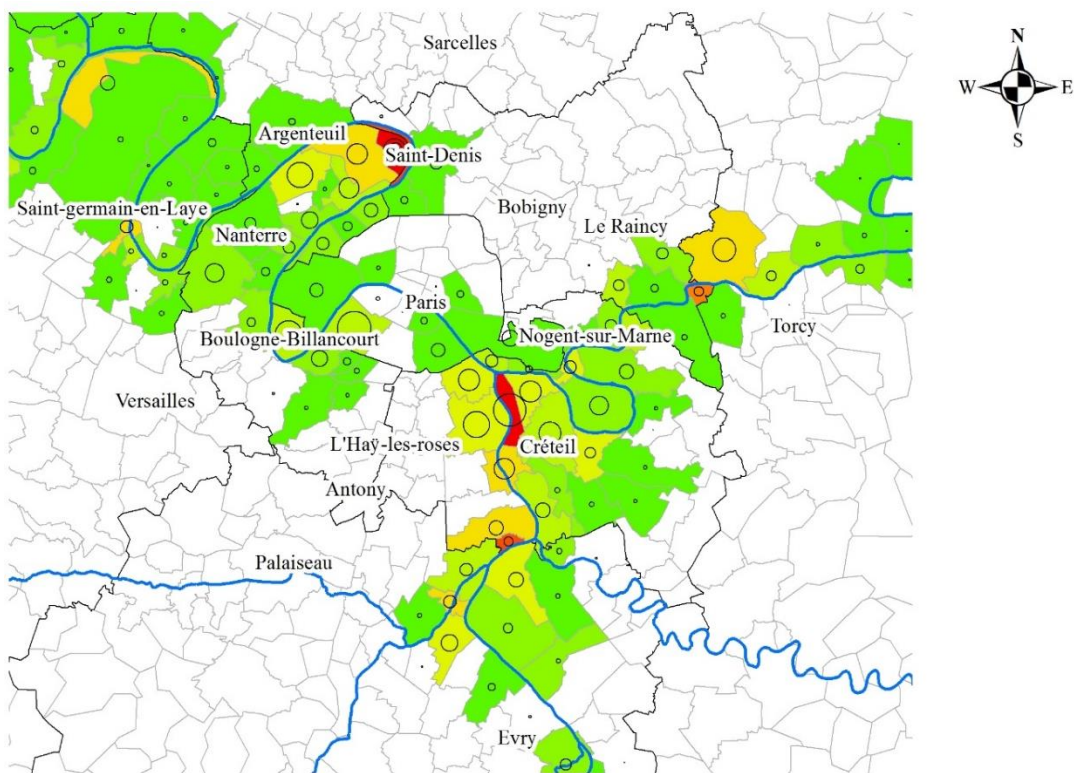 Sarcelles
N
W E
S
Argenteuil
Saint-Denis
Bobigny
Saint-germain-en-Laye
Le Raincy
Nanterre
Paris
Torcy
Boulogne-Billancourt
Nogent-sur-Marne
Versailles
L'Haÿ-les-roses
Créteil
Antony
Palaiseau
Evry